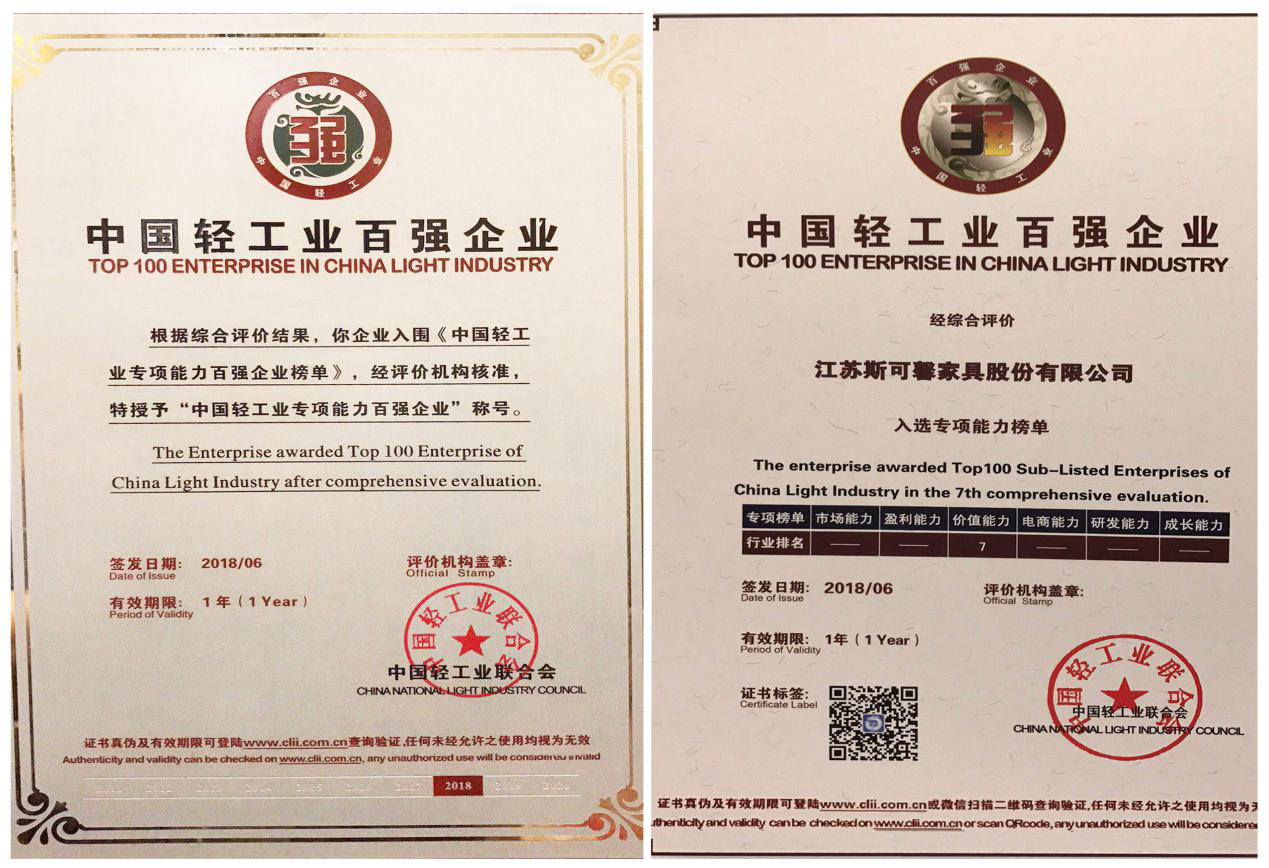 百强企业
强
中国轻工业
中国轻工业百强企业
TOP 100 ENTERPRISE IN CHINA LIGHT INDUSTRY
根据综合评价结果，你企业入围《中国轻工
业专项能力百强企业榜单》，经评价机构核准，
特授予“中国轻工业专项能力百强企业”称号。
The Enterprise awarded Top 100 Enterprise of
China Light Industry after comprehensive evaluation.
签发日期: 2018/06
Date of Issue
有效期限: 1 年（1 Year）
Period of Validity
评价机构盖章:
Official Stamp
中国轻工业联合会
中国轻工业联合会
CHINA NATIONAL LIGHT INDUSTRY COUNCIL
证书真伪及有效期限可登陆www.clii.com.cn查询验证,任何未经允许之使用均视为无效
Authenticity and validity can be checked on www.clii.com.cn, any unauthorized use will be considered invalid
2011 2012 2013 2014 2015 2016 2017 2018 2019 2020
百强企业
强
中国轻工业
中国轻工业百强企业
TOP 100 ENTERPRISE IN CHINA LIGHT INDUSTRY
经综合评价
江苏斯可馨家具股份有限公司
入选专项能力榜单
The enterprise awarded Top100 Sub-Listed Enterprises of
China Light Industry in the 7th comprehensive evaluation.
专项榜单 市场能力 盈利能力 价值能力 电商能力 研发能力 成长能力
行业排名 —— —— 7 —— —— ——
签发日期: 2018/06
Date of Issue
评价机构盖章:
Official Stamp
有效期限: 1年（1 Year）
Period of Validity
证书标签:
Certificate Label
中国轻工业联合会
中国轻工业联合会
CHINA NATIONAL LIGHT INDUSTRY COUNCIL
证书真伪及有效期限可登陆www.clii.com.cn或微信扫描二维码查询验证,任何未经允许之使用均视为
uthenticity and validity can be checked on www.clii.com.cn or scan QRcode, any unauthorized use will be considere